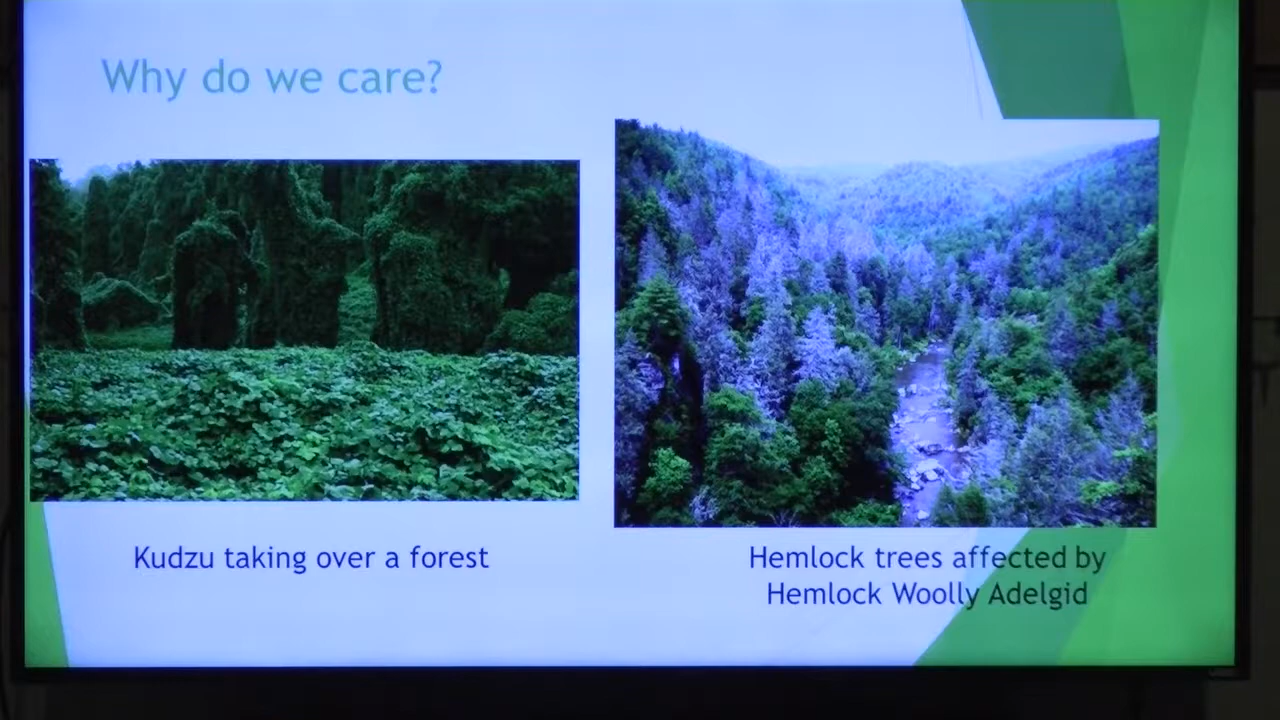 Why do we care?
Kudzu taking over a forest
Hemlock trees affected by
Hemlock Woolly Adelgid